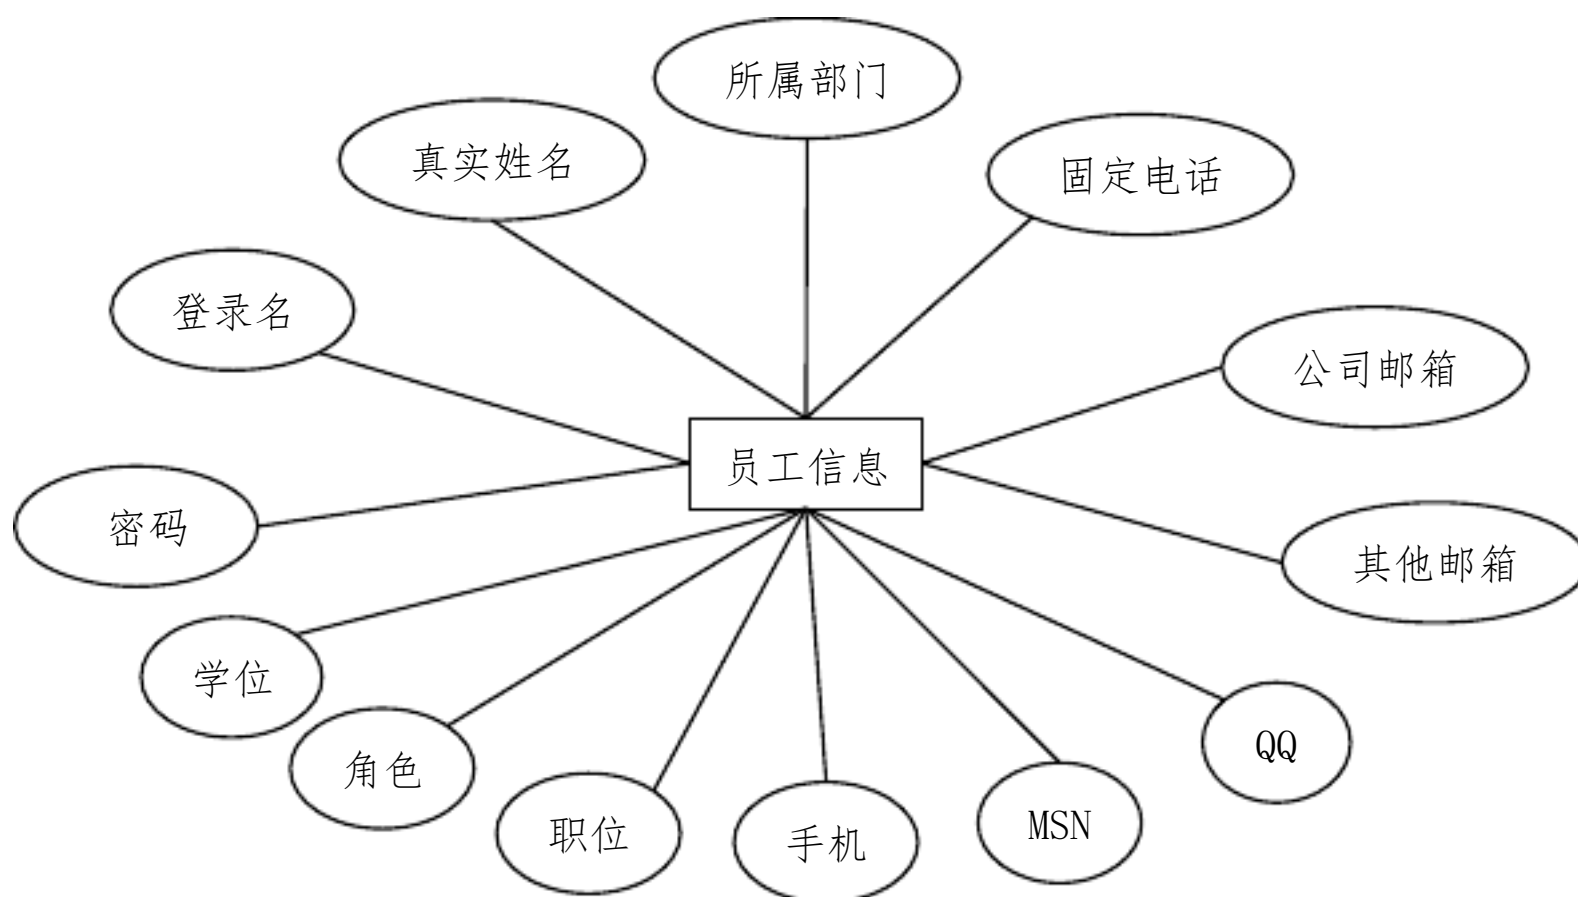 所属部门
真实姓名
固定电话
登录名
公司邮箱
员工信息
密码
其他邮箱
学位
角色
QQ
职位
手机
MSN